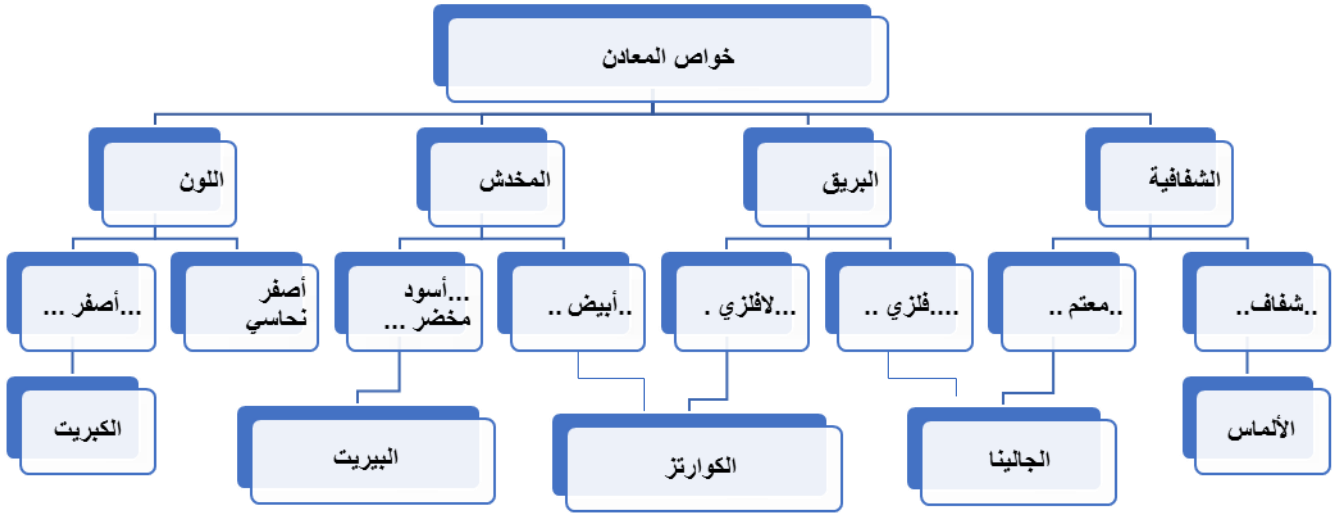 خواص المعادن
الشفافية
البريق
المخدش
اللون
..شفاف..
..معتم ..
....فلزي ..
...لافلزي .
..أبيض ..
...أسود
مخضر ...
أصفر
نحاسي
...أصفر ...
الألماس
الجالينا
الكوارتز
البيريت
الكبريت